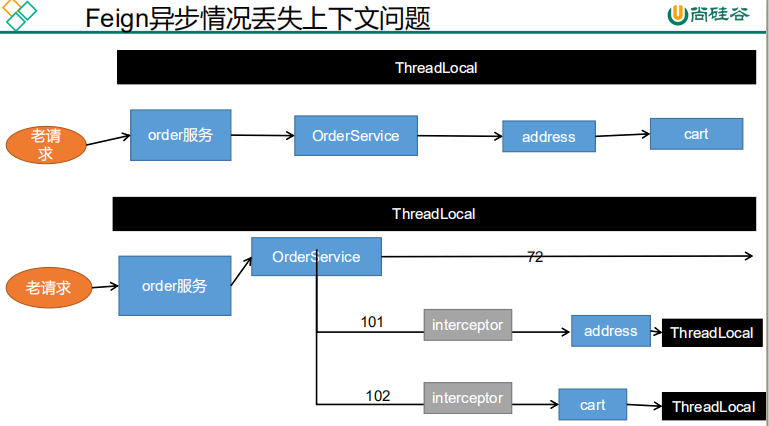 Feign异步情况丢失上下文问题
尚硅谷
ThreadLocal
老请
求
order服务
OrderService
address
cart
ThreadLocal
老请求
order服务
OrderService
72
101
interceptor
address
ThreadLocal
102
interceptor
cart
ThreadLocal